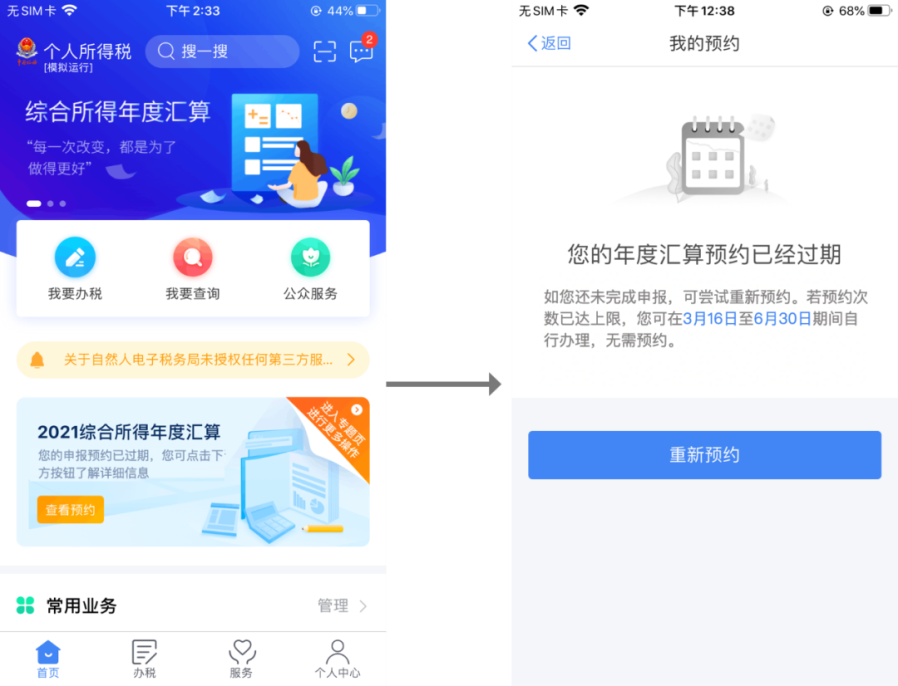 无SIM卡
下午2:33
44%
个人所得税
[模拟运行]
搜一搜
2
综合所得年度汇算
“每一次改变，都是为了
做得更好”
我要办税
我要查询
公众服务
关于自然人电子税务局未授权任何第三方服...
进入专题页
进行更多操作
2021综合所得年度汇算
您的申报预约已过期，您可点击下
方按钮了解详细信息
查看预约
常用业务
管理
首页
办税
服务
个人中心
无SIM卡
下午12:38
68%
返回
我的预约
您的年度汇算预约已经过期
如您还未完成申报，可尝试重新预约。若预约次
数已达上限，您可在3月16日至6月30日期间自
行办理，无需预约。
重新预约